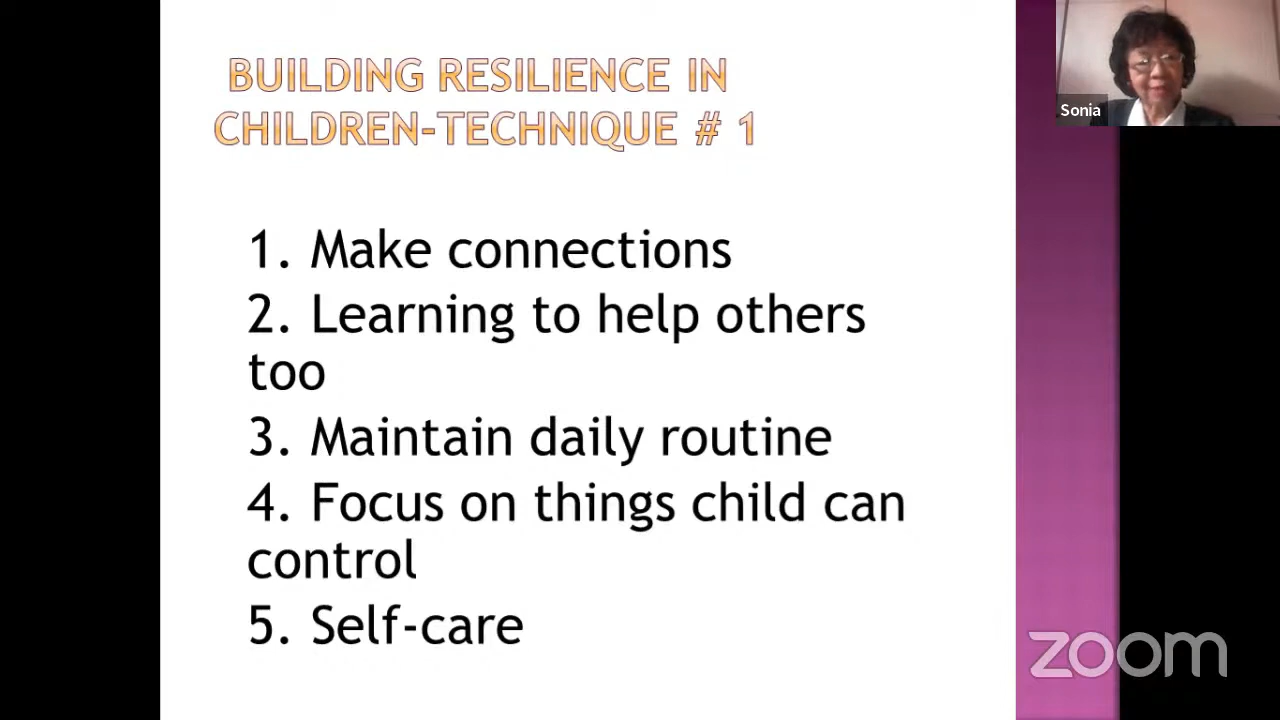 BUILDING RESILIENCE IN
CHILDREN-TECHNIQUE # 1
1. Make connections
2. Learning to help others
too
3. Maintain daily routine
4. Focus on things child can
control
5. Self-care
Sonia
zoom